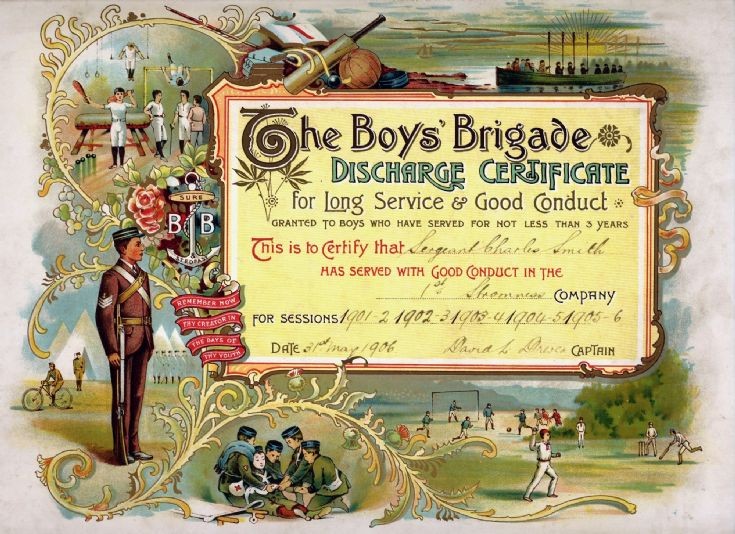 The Boys' Brigade
DISCHARGE CERTIFICATE
for Long Service & Good Conduct
GRANTED TO BOYS WHO HAVE SERVED FOR NOT LESS THAN 3 YEARS
This is to Certify that Sergeant Charles Smith
HAS SERVED WITH GOOD CONDUCT IN THE
1st Stromness COMPANY
FOR SESSIONS 1901-2 1902-3 1903-4 1904-5 1905-6
DATE 31st May 1906 David L CAPTAIN
SURE
B B
STEDFAST
REMEMBER NOW
THY CREATOR IN
THE DAYS OF
THY YOUTH